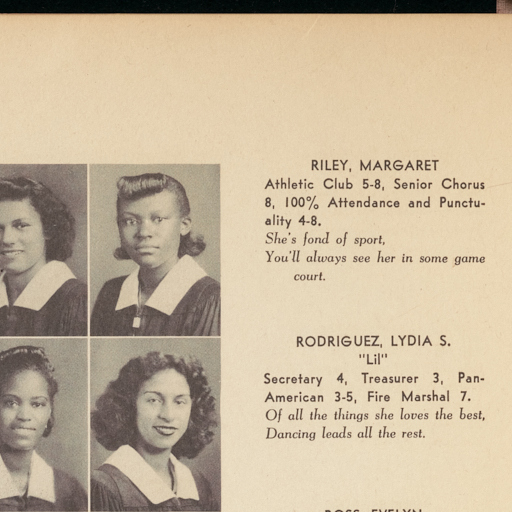 RILEY, MARGARET
Athletic Club 5-8, Senior Chorus
8, 100% Attendance and Punctu-
ality 4-8.
She's fond of sport,
You'll always see her in some game
court.
RODRIGUEZ, LYDIA S.
"Lil"
Secretary 4, Treasurer 3, Pan-
American 3-5, Fire Marshal 7.
Of all the things she loves the best,
Dancing leads all the rest.